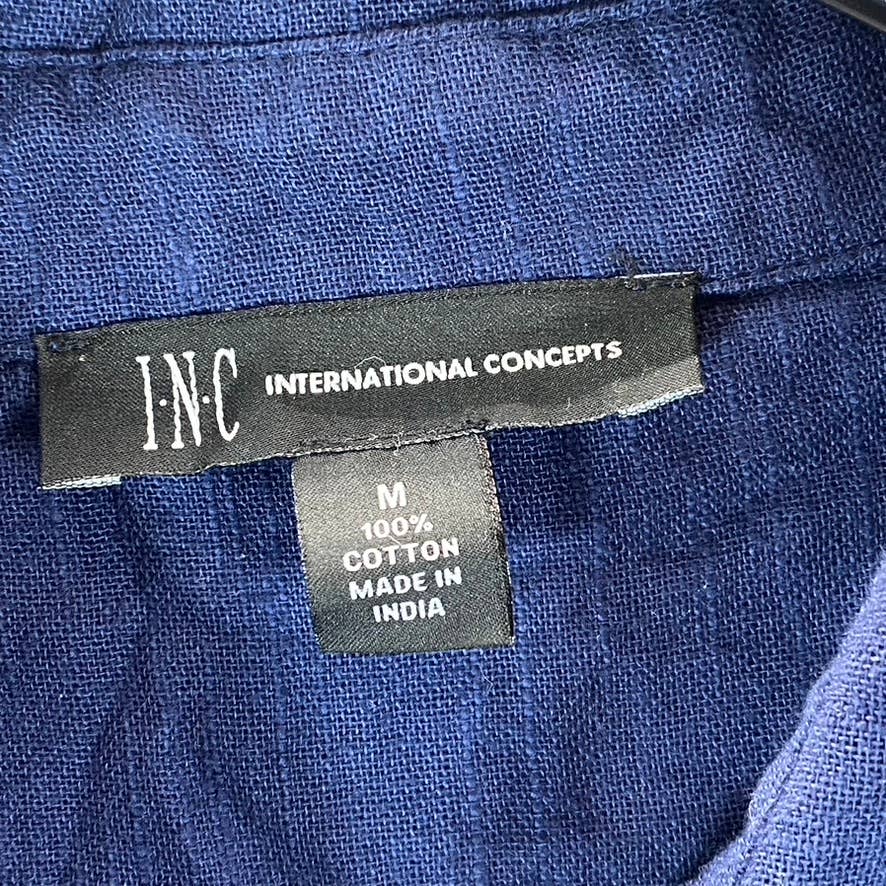 I·N·C INTERNATIONAL CONCEPTS
M
100%
COTTON
MADE IN
INDIA